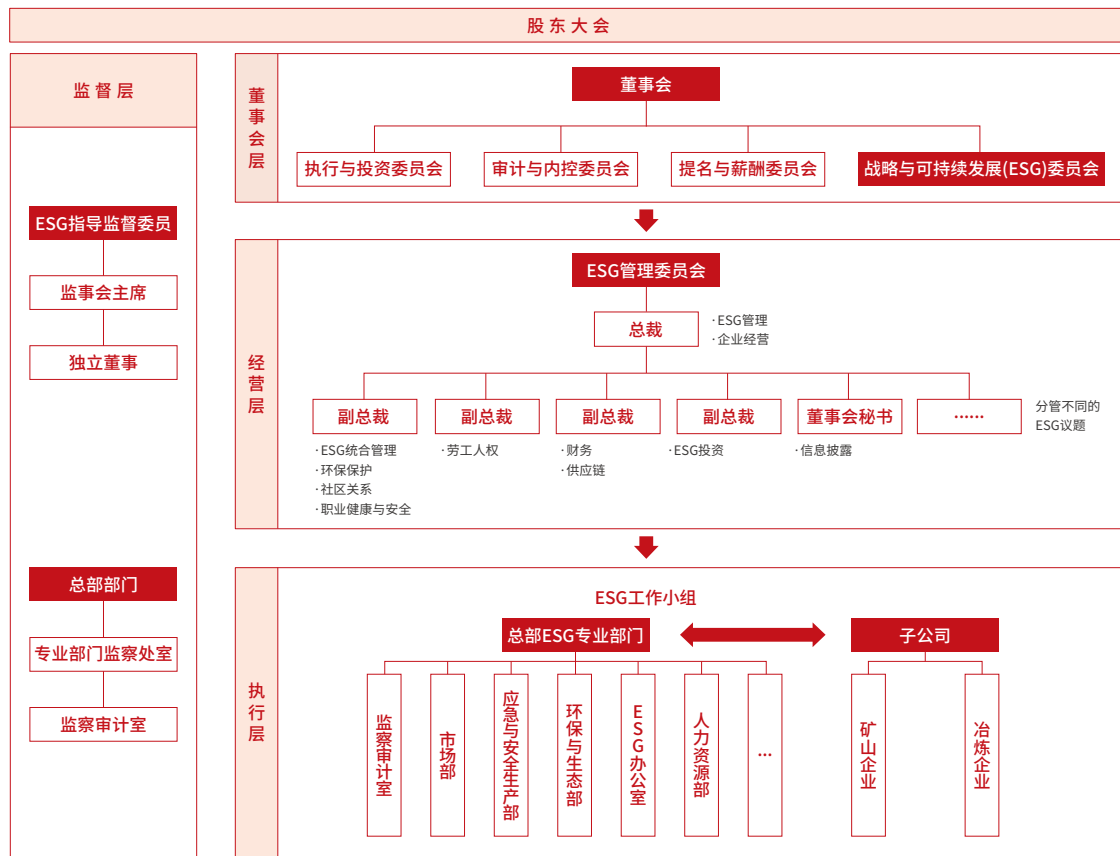 股东大会
监督层
ESG指导监督委员
监事会主席
独立董事
总部部门
专业部门监察处室
监察审计室
董事会层
董事会
执行与投资委员会
审计与内控委员会
提名与薪酬委员会
战略与可持续发展(ESG)委员会
经营层
ESG管理委员会
总裁
·ESG管理
·企业经营
副总裁
·ESG统合管理
·环保保护
·社区关系
·职业健康与安全
副总裁
·劳工人权
副总裁
·财务
·供应链
副总裁
·ESG投资
董事会秘书
·信息披露
······
分管不同的
ESG议题
执行层
ESG工作小组
总部ESG专业部门
子公司
监察审计室
市场部
应急与安全生产部
环保与生态部
ESG办公室
人力资源部
...
矿山企业
冶炼企业